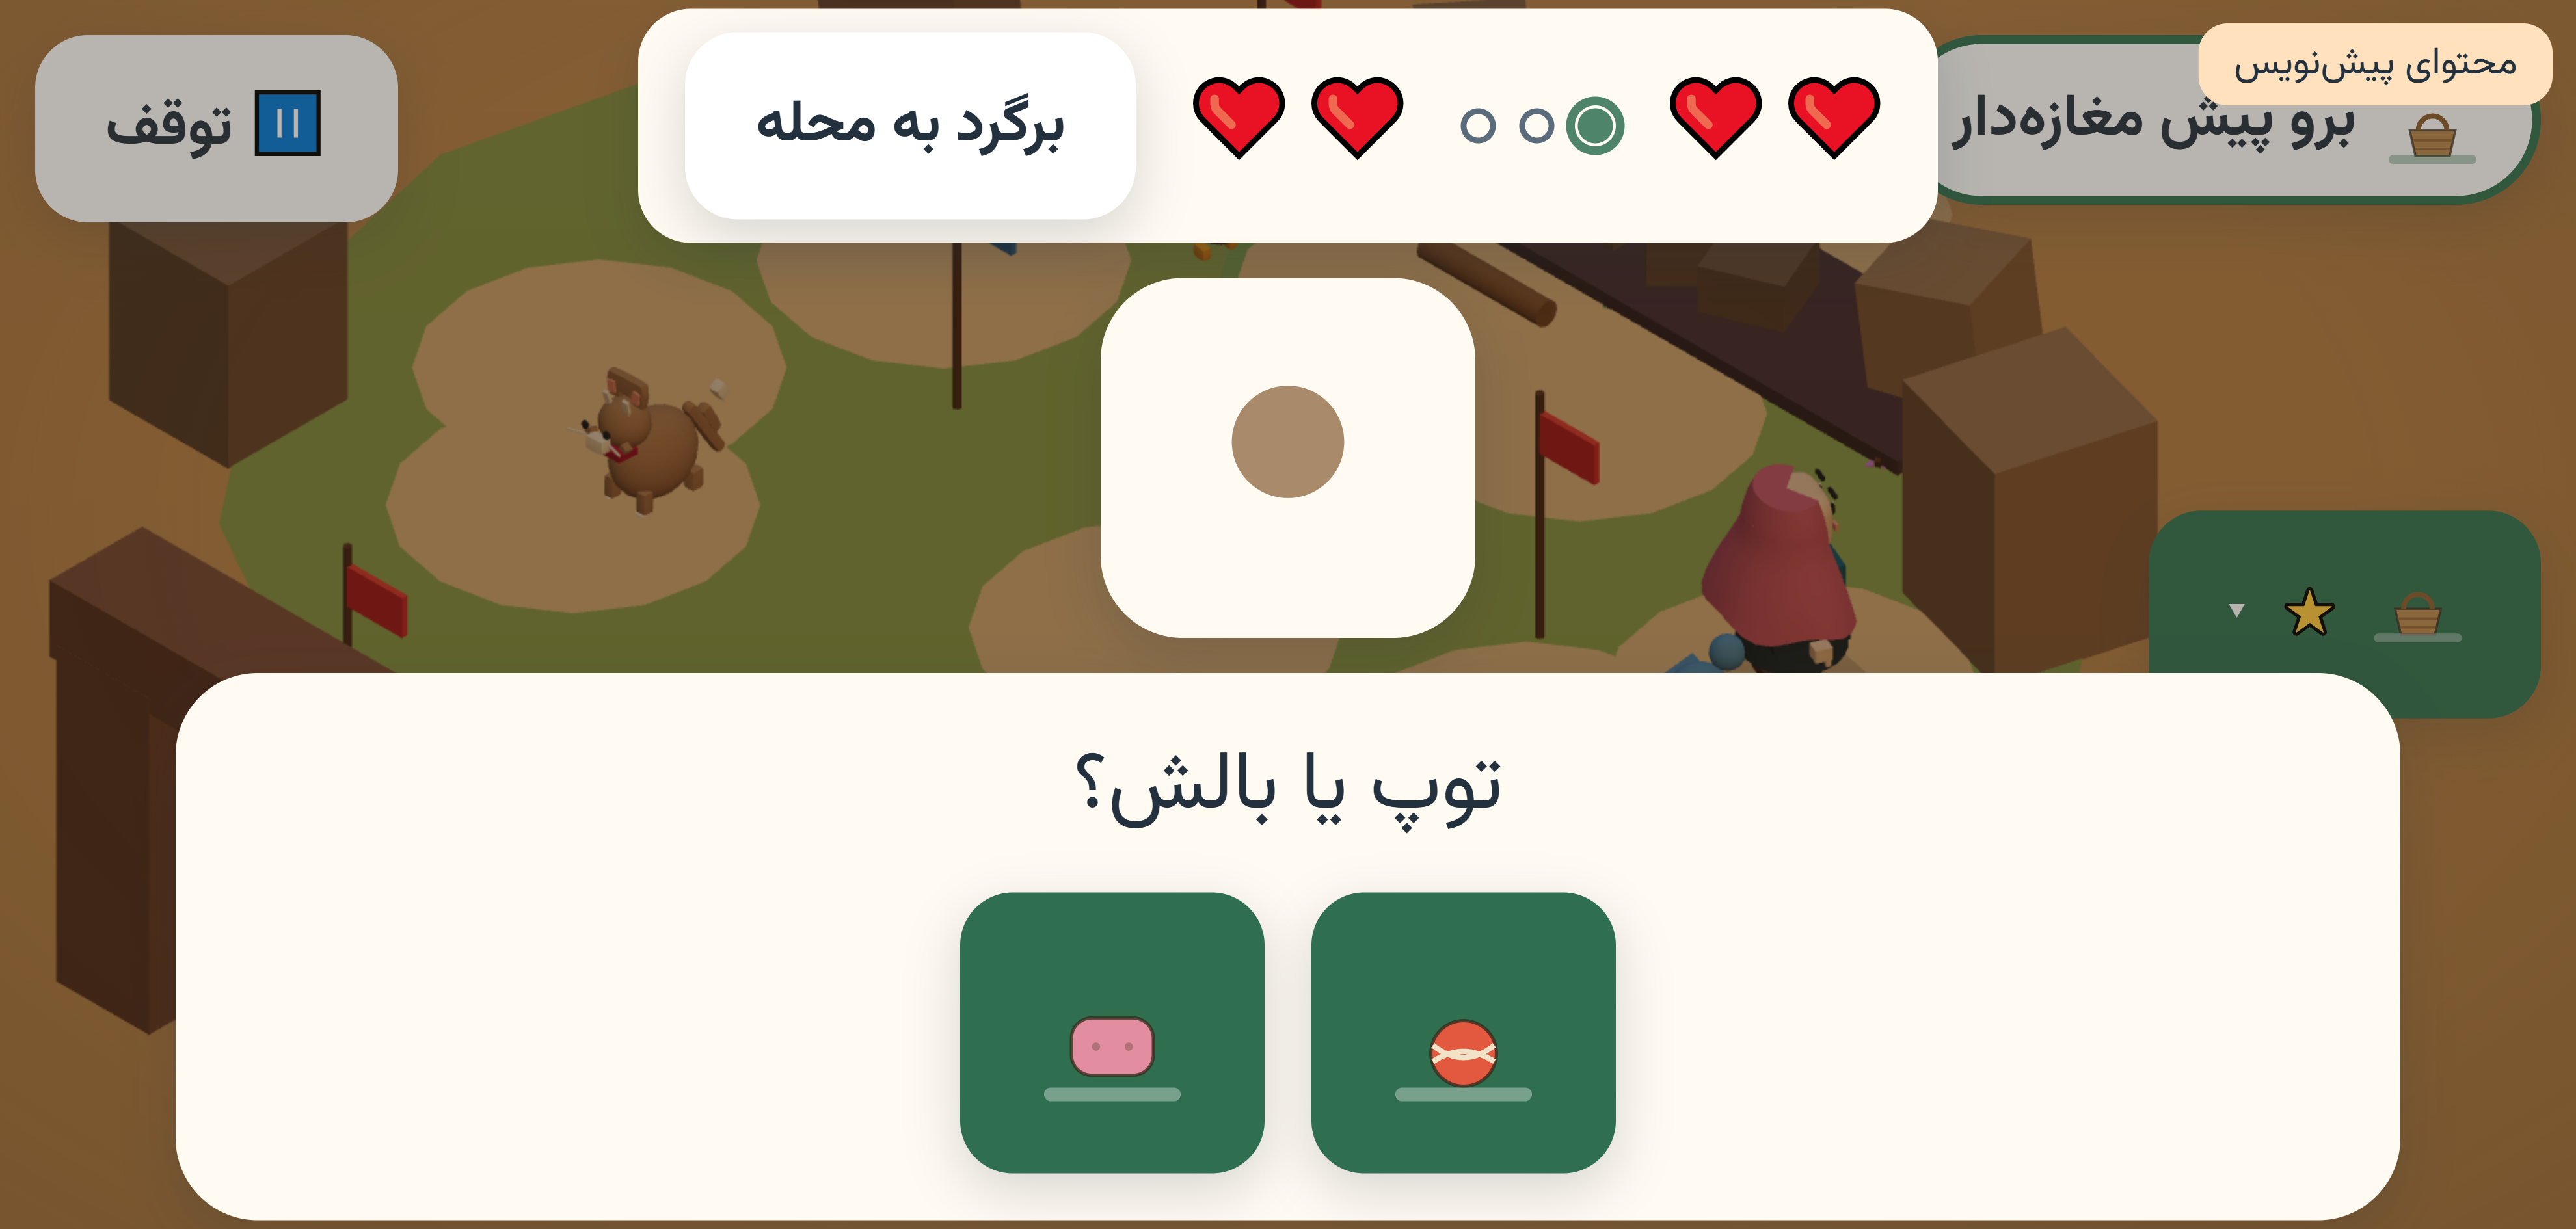 محتوای پیش‌نویس
برو پیش مغازه‌دار
برگرد به محله
توقف
توپ یا بالش؟